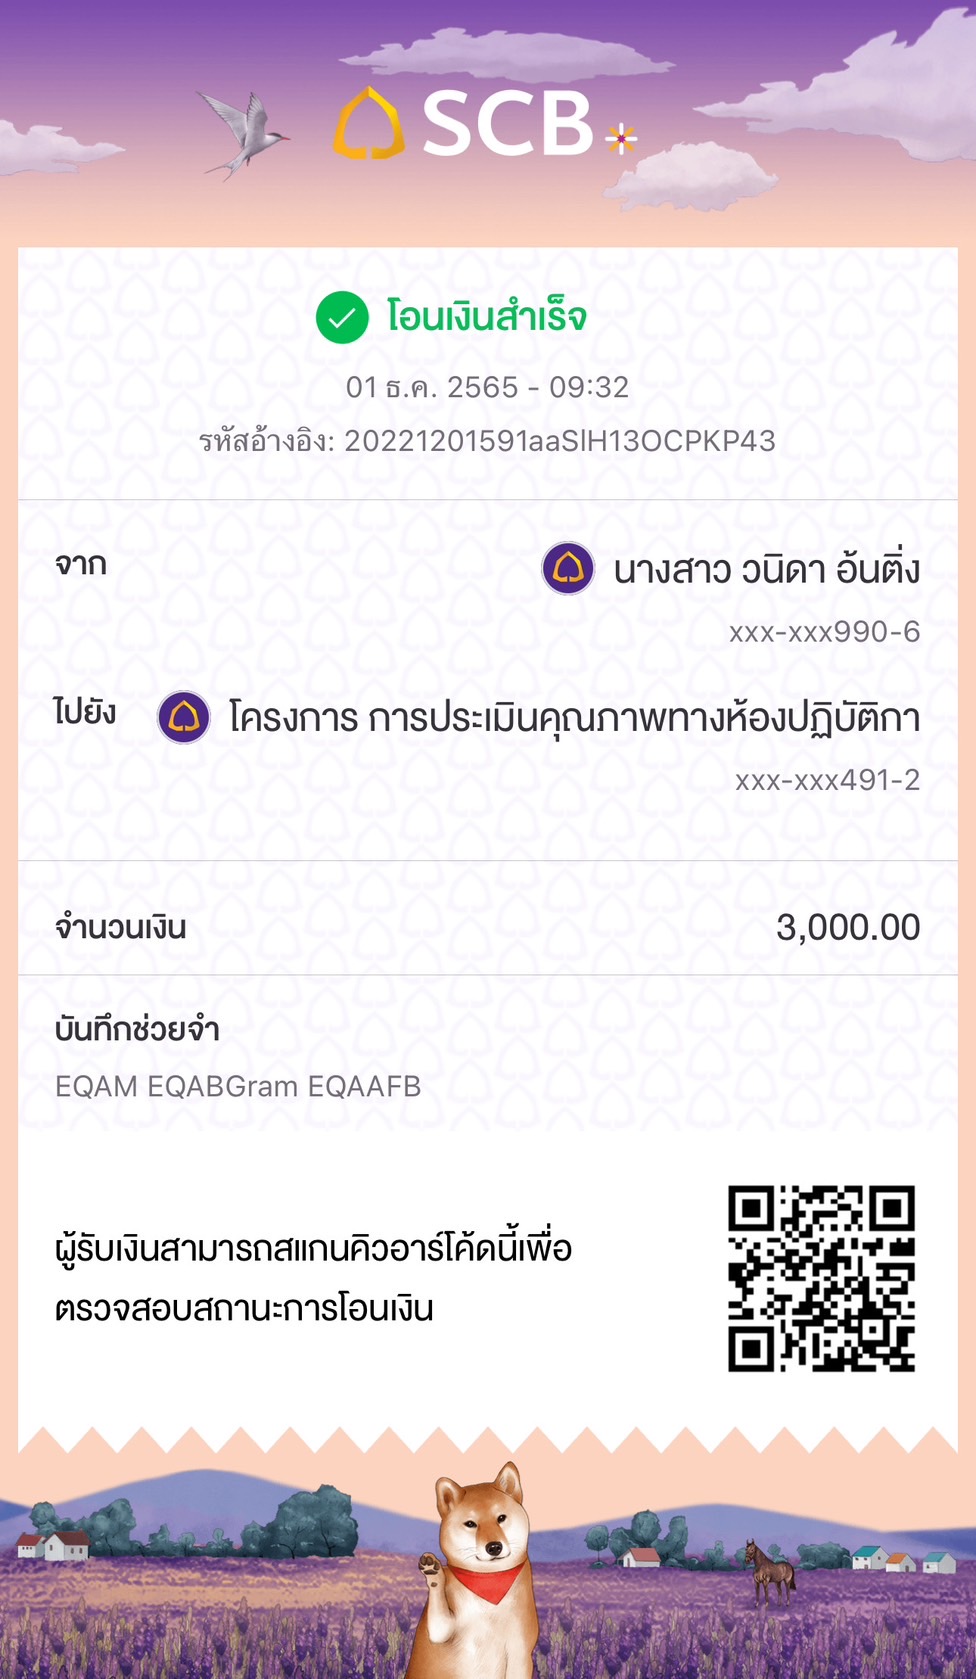 SCB
โอนเงินสำเร็จ
01 ธ.ค. 2565 - 09:32
รหัสอ้างอิง: 20221201591aaSlH13OCPKP43
จาก
นางสาว วนิดา อ้นติ่ง
xxx-xxx990-6
ไปยัง
โครงการ การประเมินคุณภาพทางห้องปฏิบัติกา
xxx-xxx491-2
จำนวนเงิน
3,000.00
บันทึกช่วยจำ
EQAM EQABGram EQAAFB
ผู้รับเงินสามารถสแกนคิวอาร์โค้ดนี้เพื่อ
ตรวจสอบสถานะการโอนเงิน